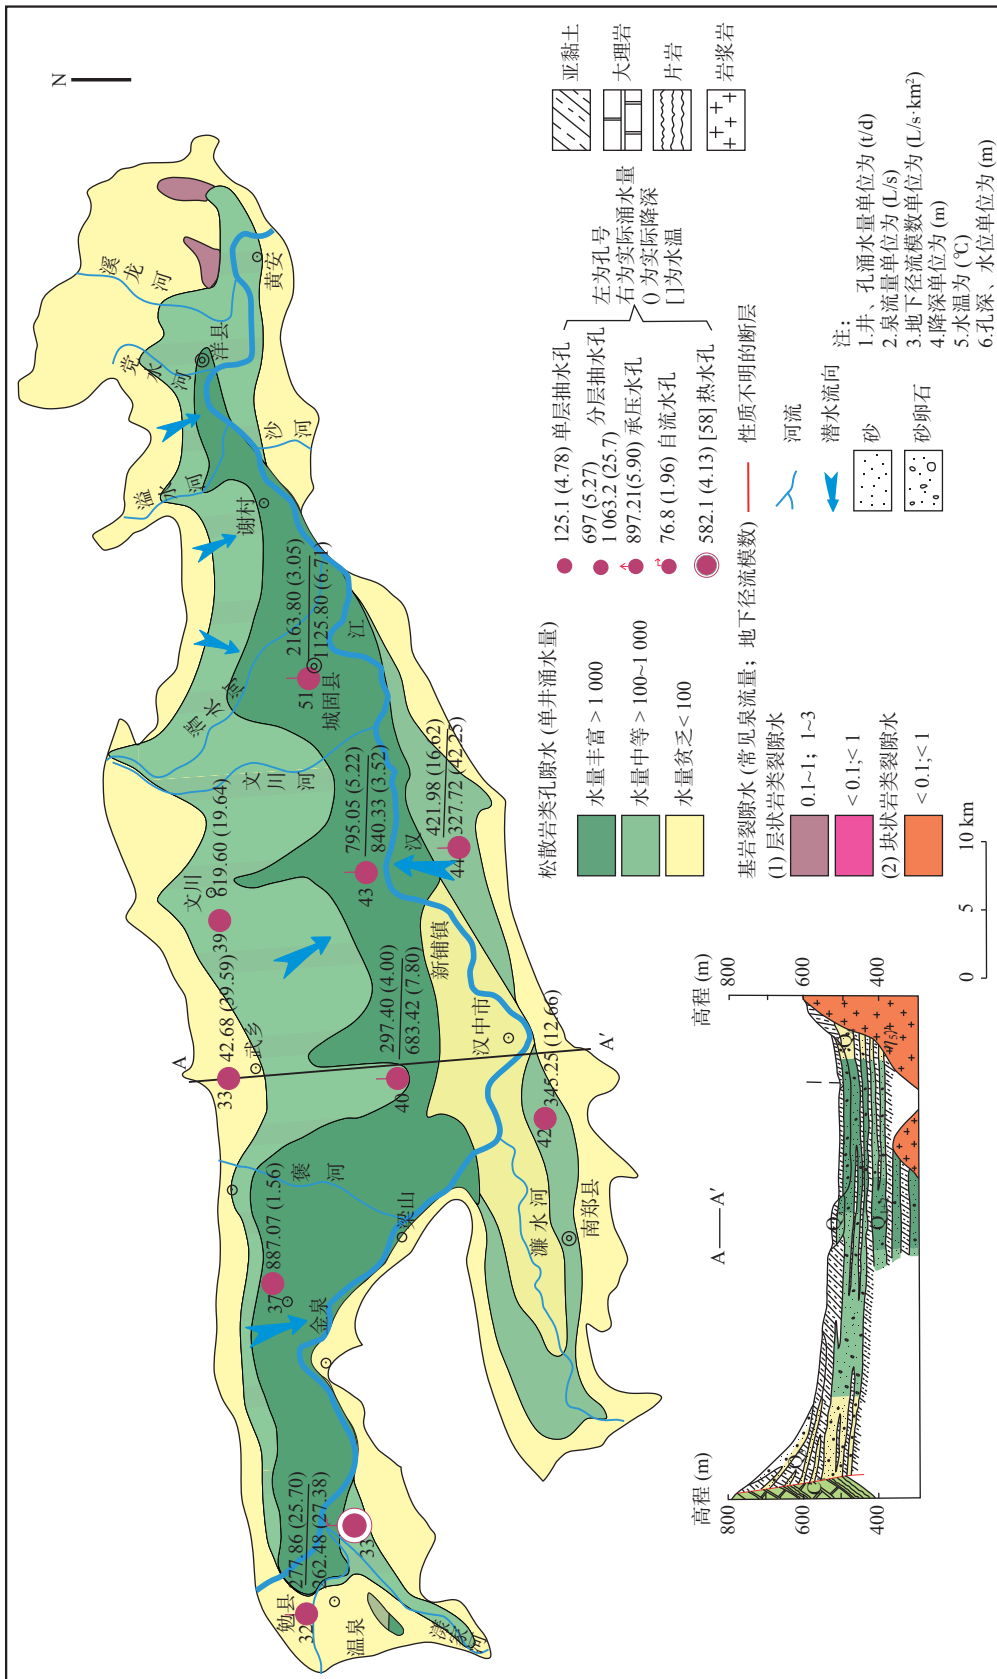 N
溪龙河
党水河
洋县
黄安
溢水河
沙河
谢村
2163.80 (3.05)
1125.80 (6.71)
51
城固县
江
湑水河
文川河
文川
619.60 (19.64)
39
795.05 (5.22)
840.33 (3.52)
43
汉
421.98 (16.62)
327.72 (42.25)
44
新铺镇
42.68 (39.59)
33
武乡
A
297.40 (4.00)
683.42 (7.80)
40
汉中市
A′
345.25 (12.66)
42
褒河
887.07 (1.56)
37
金泉
梁山
濂水河
南郑县
277.86 (25.70)
262.48 (27.38)
勉县
32
33
温泉
漾家河
松散岩类孔隙水 (单井涌水量)
水量丰富> 1 000
水量中等> 100~1 000
水量贫乏< 100
基岩裂隙水 (常见泉流量；地下径流模数)
(1) 层状岩类裂隙水
0.1~1；1~3
< 0.1;< 1
(2) 块状岩类裂隙水
< 0.1;< 1
125.1 (4.78) 单层抽水孔
697 (5.27)
1 063.2 (25.7)
分层抽水孔
897.21(5.90) 承压水孔
76.8 (1.96) 自流水孔
582.1 (4.13) [58] 热水孔
左为孔号
右为实际涌水量
() 为实际降深
[ ]为水温
性质不明的断层
河流
潜水流向
砂
砂卵石
亚黏土
大理岩
片岩
岩浆岩
注：
1.井、孔涌水量单位为 (t/d)
2.泉流量单位为 (L/s)
3.地下径流模数单位为 (L/s·km²)
4.降深单位为 (m)
5.水温为 (℃)
6.孔深、水位单位为 (m)
0 5 10 km
A — A′
高程 (m)
800
600
400
高程 (m)
800
600
400